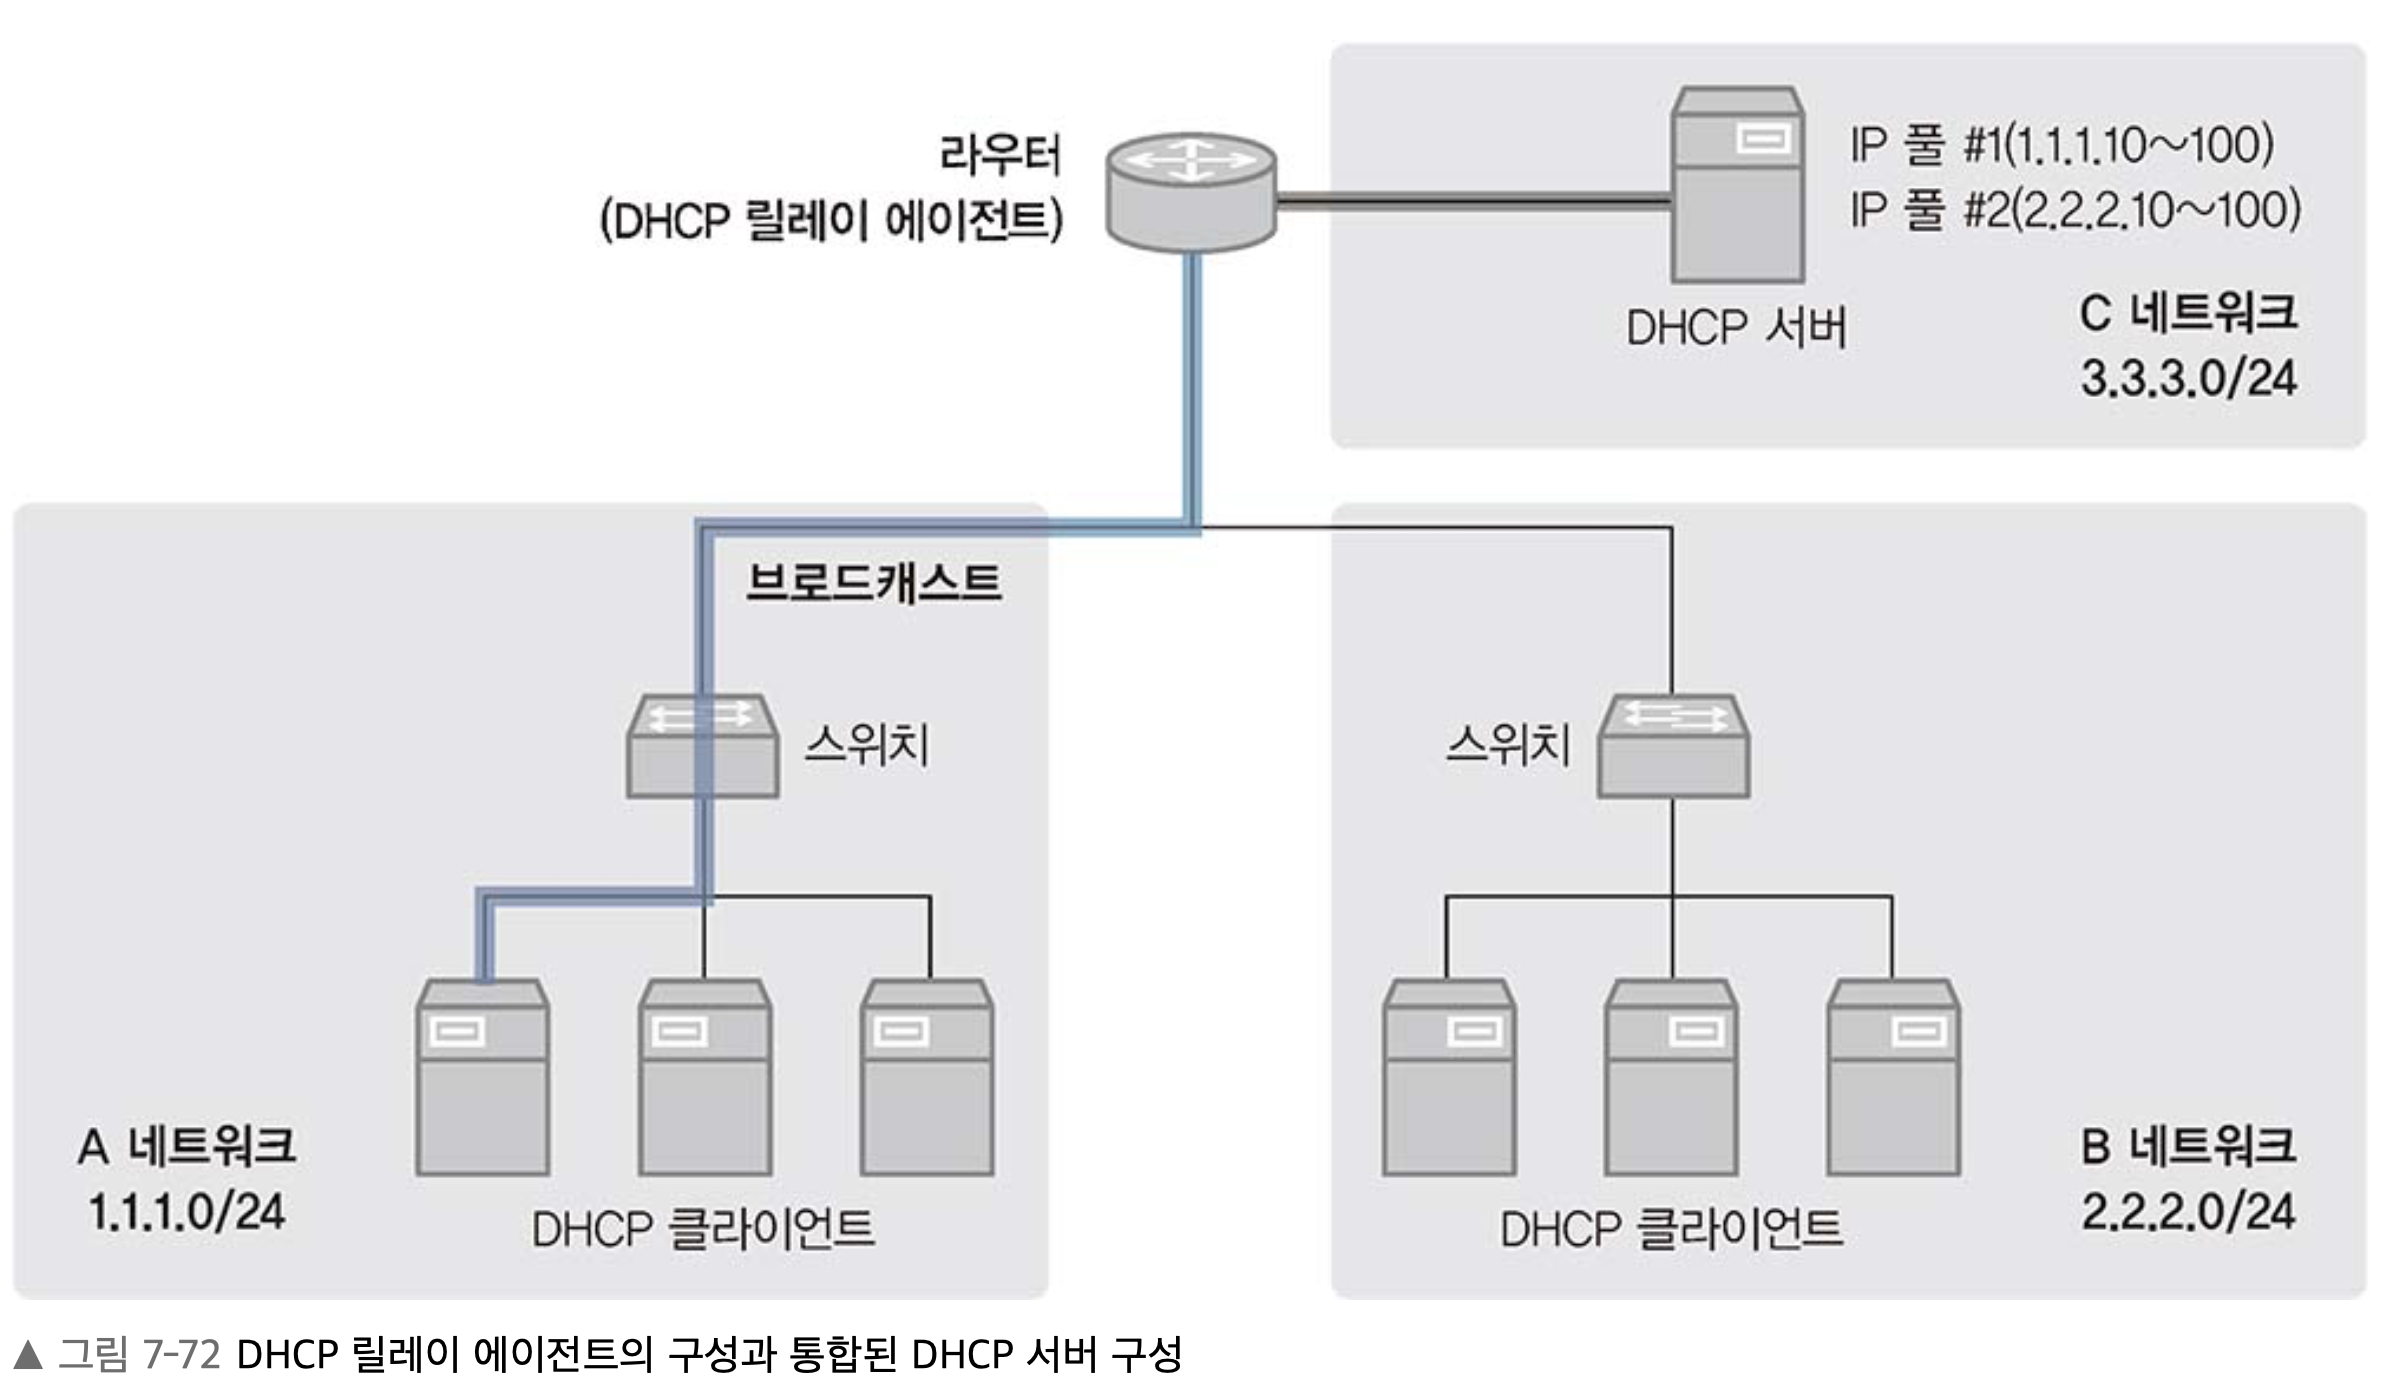 라우터
(DHCP 릴레이 에이전트)
IP 풀 #1(1.1.1.10~100)
IP 풀 #2(2.2.2.10~100)
DHCP 서버
C 네트워크
3.3.3.0/24
브로드캐스트
스위치
스위치
A 네트워크
1.1.1.0/24
DHCP 클라이언트
DHCP 클라이언트
B 네트워크
2.2.2.0/24
▲ 그림 7-72 DHCP 릴레이 에이전트의 구성과 통합된 DHCP 서버 구성